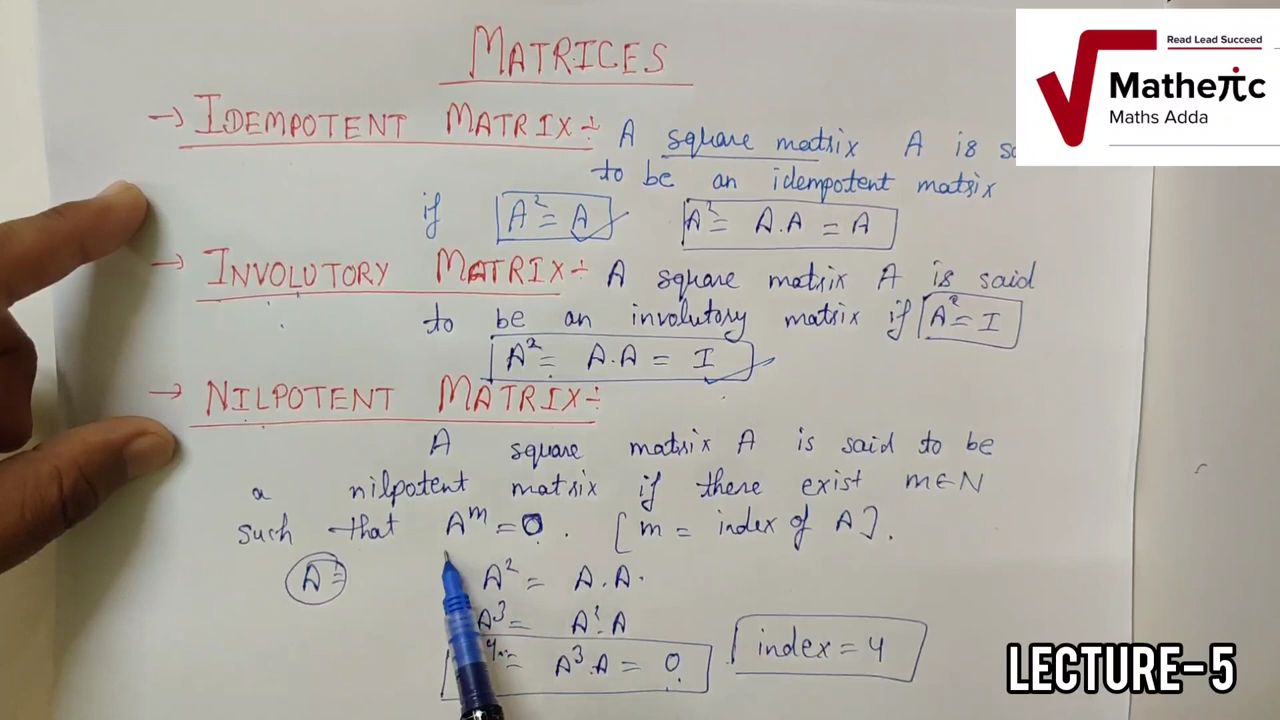 MATRICES
Read Lead Succeed
Matheπc
Maths Adda
→ IDEMPOTENT MATRIX:- A square matrix A is
to be an idempotent matrix
if A² = A A² = A.A = A
→ INVOLUTORY MATRIX:- A square matrix A is said
to be an involutory matrix if A² = I
A² = A.A = I
→ NILPOTENT MATRIX:-
A square matrix A is said to be
a nilpotent matrix if there exist m∈N
such that A^m = 0. [m = index of A].
A =
A² = A.A.
A³ = A².A
= A³.A = 0
index = 4
LECTURE-5